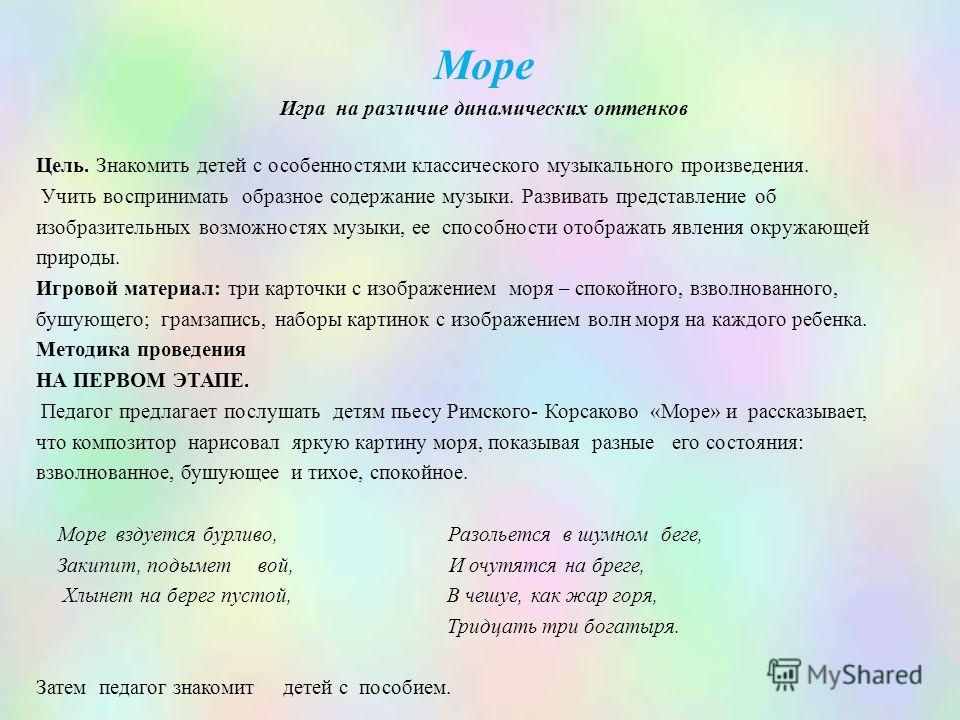 Море
Игра на различие динамических оттенков
Цель. Знакомить детей с особенностями классического музыкального произведения.
Учить воспринимать образное содержание музыки. Развивать представление об
изобразительных возможностях музыки, ее способности отображать явления окружающей
природы.
Игровой материал: три карточки с изображением моря – спокойного, взволнованного,
бушующего; грамзапись, наборы картинок с изображением волн моря на каждого ребенка.
Методика проведения
НА ПЕРВОМ ЭТАПЕ.
Педагог предлагает послушать детям пьесу Римского- Корсаково «Море» и рассказывает,
что композитор нарисовал яркую картину моря, показывая разные его состояния:
взволнованное, бушующее и тихое, спокойное.
Море вздуется бурливо,
Закипит, подымет вой,
Хлынет на берег пустой,
Разольется в шумном беге,
И очутятся на бреге,
В чешуе, как жар горя,
Тридцать три богатыря.
Затем педагог знакомит детей с пособием.
MyShared